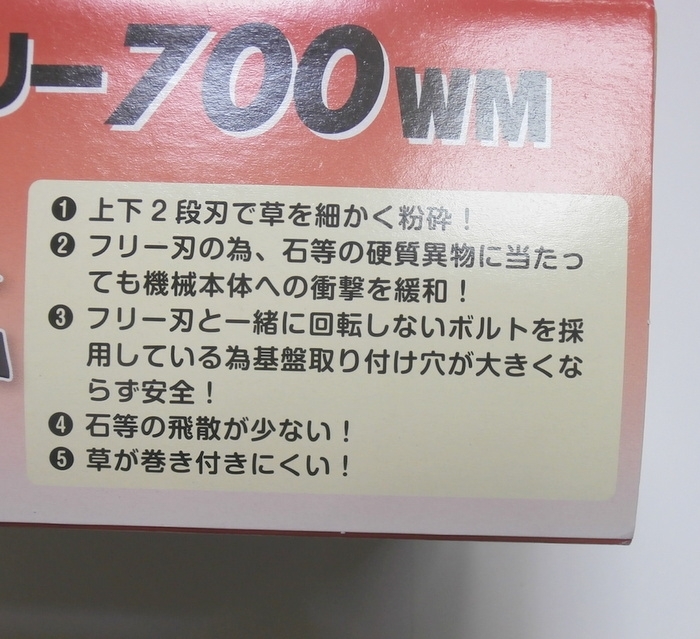 リー700WM
❶ 上下2段刃で草を細かく粉砕！
❷ フリー刃の為、石等の硬質異物に当たっ
ても機械本体への衝撃を緩和！
❸ フリー刃と一緒に回転しないボルトを採
用している為基盤取り付け穴が大きくな
らず安全！
❹ 石等の飛散が少ない！
❺ 草が巻き付きにくい！